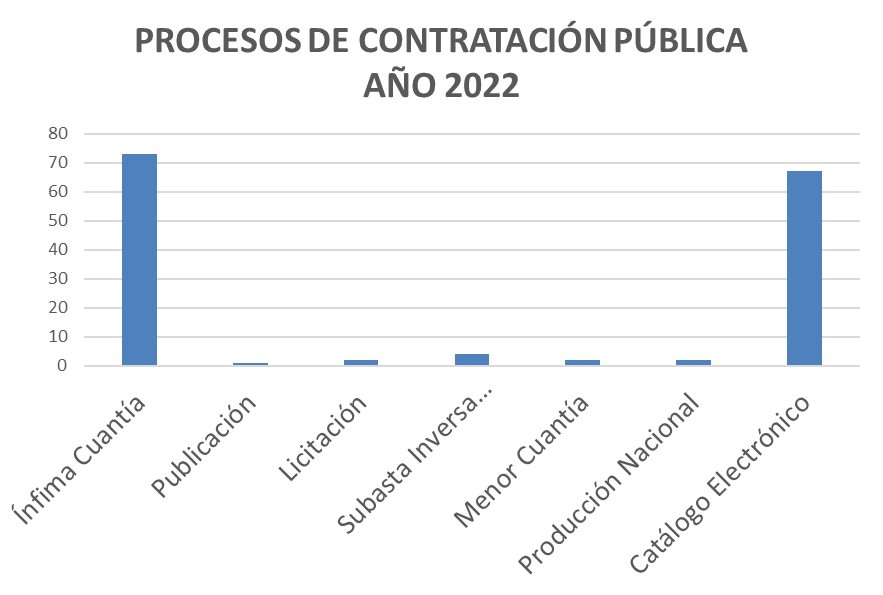 PROCESOS DE CONTRATACIÓN PÚBLICA
AÑO 2022
80
70
60
50
40
30
20
10
0
Ínfima Cuantía
Publicación
Licitación
Subasta Inversa...
Menor Cuantía
Producción Nacional
Catálogo Electrónico